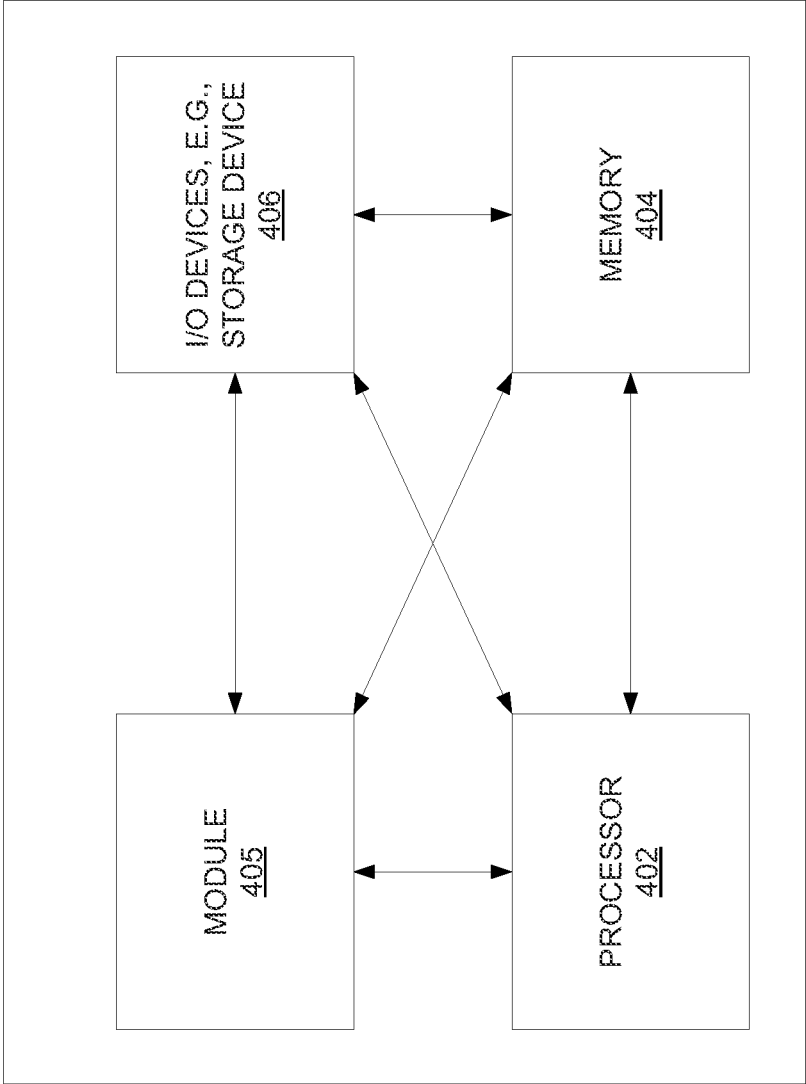 MODULE
405
I/O DEVICES, E.G.,
STORAGE DEVICE
406
PROCESSOR
402
MEMORY
404